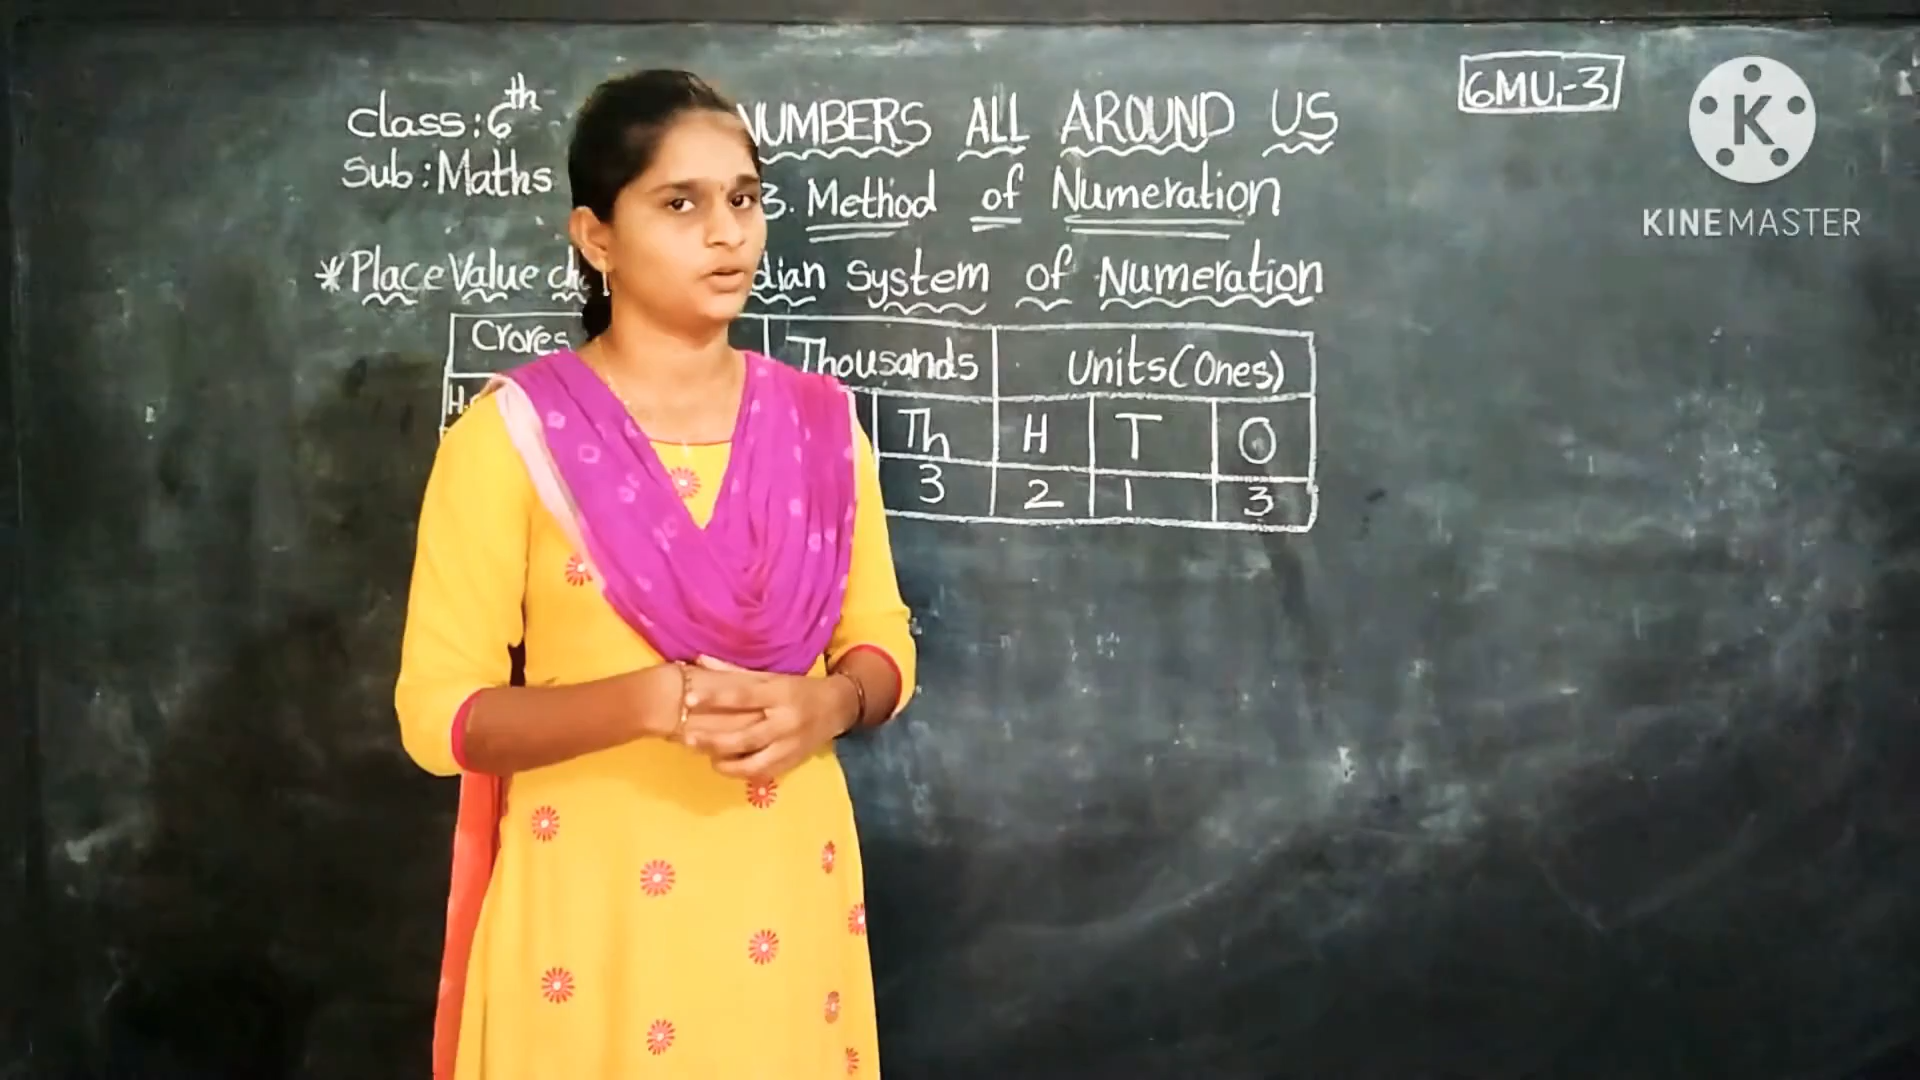 6MU,-3
Class: 6th
NUMBERS ALL AROUND US
Sub: Maths
3. Method of Numeration
*Place Value System of Numeration
Crores Thousands Units(Ones)
Th H T O
3 2 1 3
K
KINEMASTER